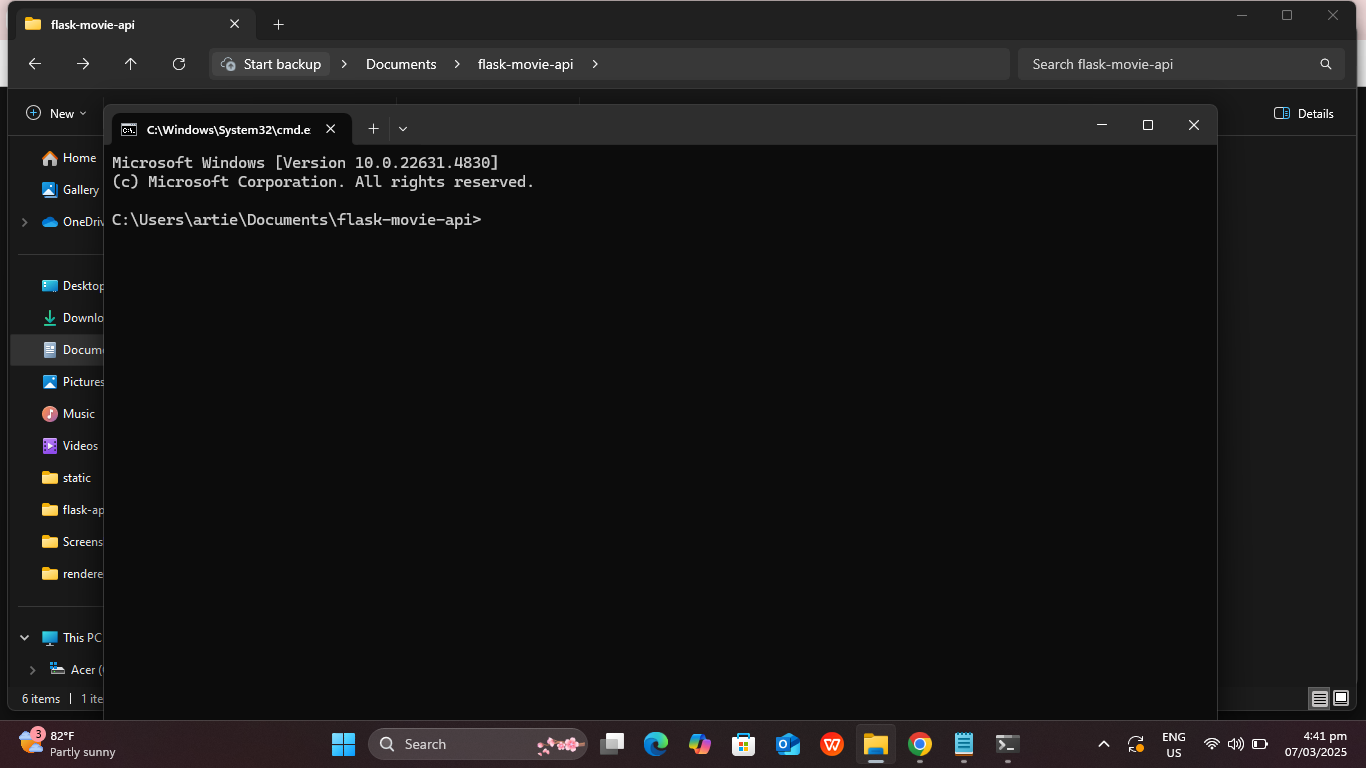 flask-movie-api
Start backup
Documents
flask-movie-api
Search flask-movie-api
New
Details
C:\Windows\System32\cmd.e
Microsoft Windows [Version 10.0.22631.4830]
(c) Microsoft Corporation. All rights reserved.
C:\Users\artie\Documents\flask-movie-api>
Home
Gallery
OneDriv
Desktop
Downlo
Docume
Pictures
Music
Videos
static
flask-ap
Screens
rendere
This PC
Acer (
6 items
1 ite
3
82°F
Partly sunny
Search
ENG
US
4:41 pm
07/03/2025